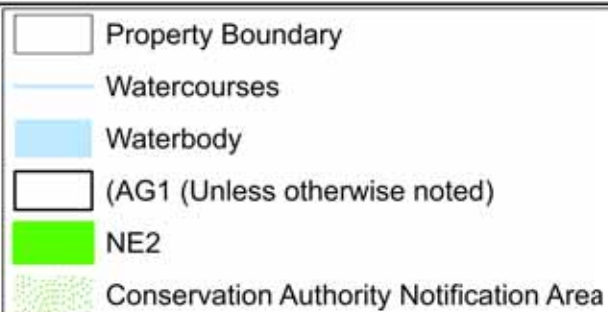 Property Boundary
Watercourses
Waterbody
(AG1 (Unless otherwise noted)
NE2
Conservation Authority Notification Area